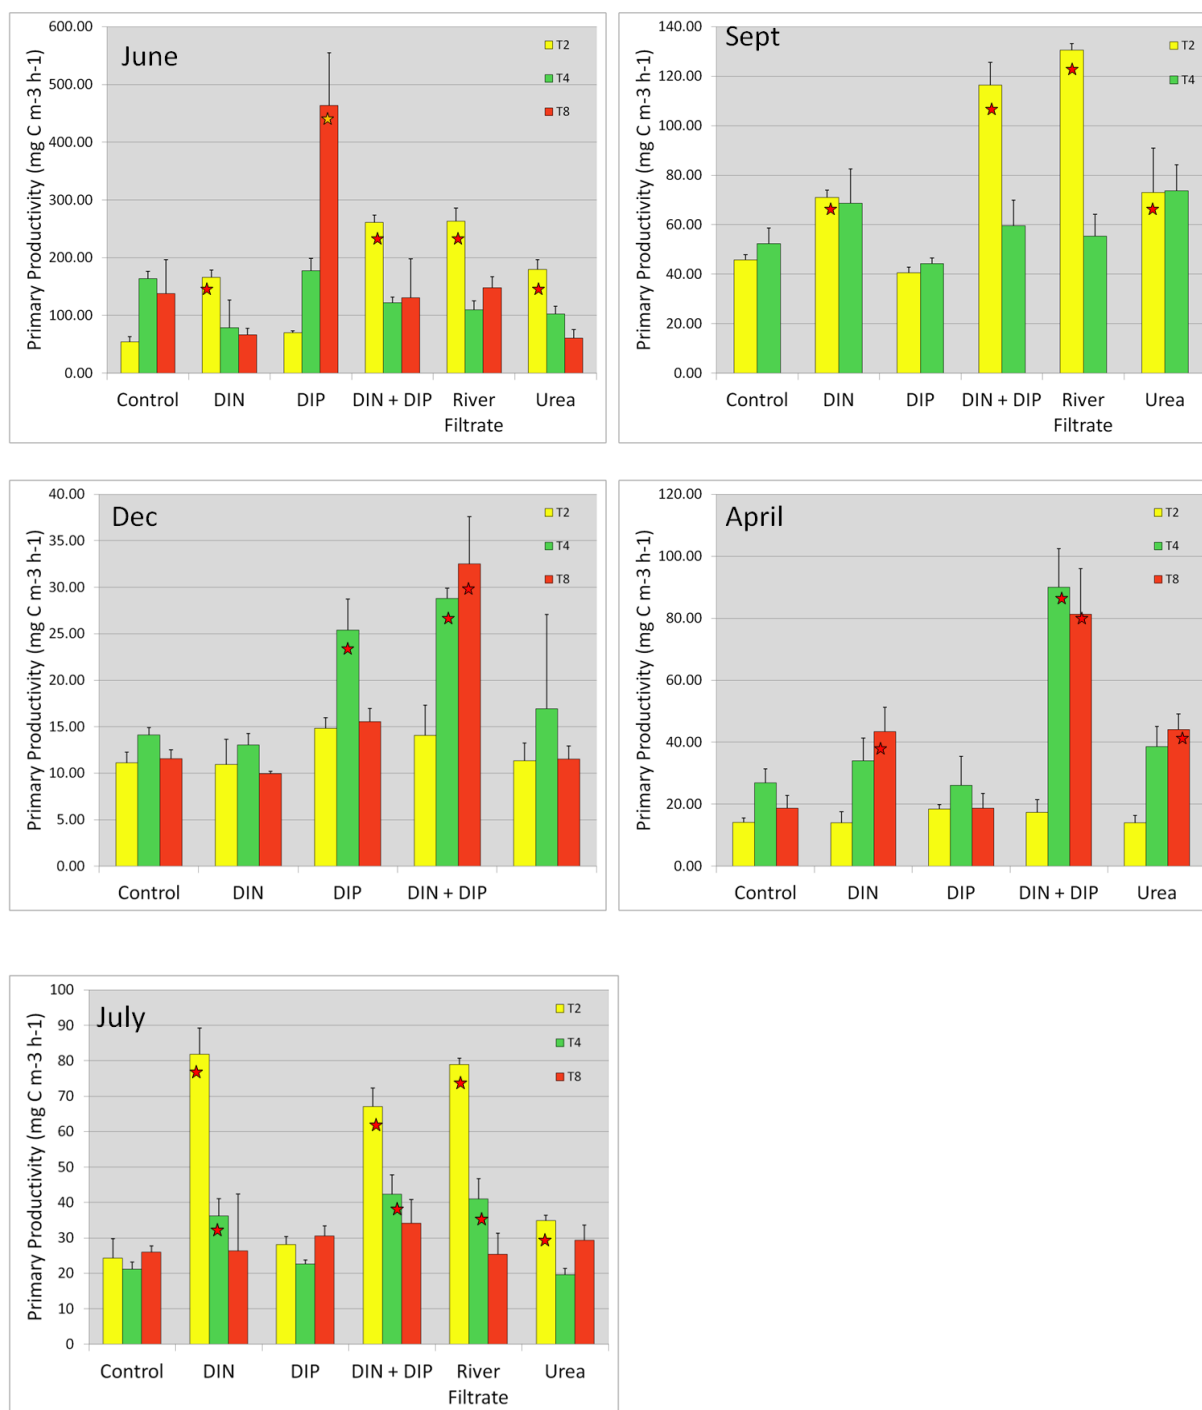 June
Primary Productivity (mg C m-3 h-1)
600.00
500.00
400.00
300.00
200.00
100.00
0.00
T2
T4
T8
Control DIN DIP DIN + DIP River Filtrate Urea
Sept
Primary Productivity (mg C m-3 h-1)
140.00
120.00
100.00
80.00
60.00
40.00
20.00
0.00
T2
T4
Control DIN DIP DIN + DIP River Filtrate Urea
Dec
Primary Productivity (mg C m-3 h-1)
40.00
35.00
30.00
25.00
20.00
15.00
10.00
5.00
0.00
T2
T4
T8
Control DIN DIP DIN + DIP
April
Primary Productivity (mg C m-3 h-1)
120.00
100.00
80.00
60.00
40.00
20.00
0.00
T2
T4
T8
Control DIN DIP DIN + DIP Urea
July
Primary Productivity (mg C m-3 h-1)
100
90
80
70
60
50
40
30
20
10
0
T2
T4
T8
Control DIN DIP DIN + DIP River Filtrate Urea